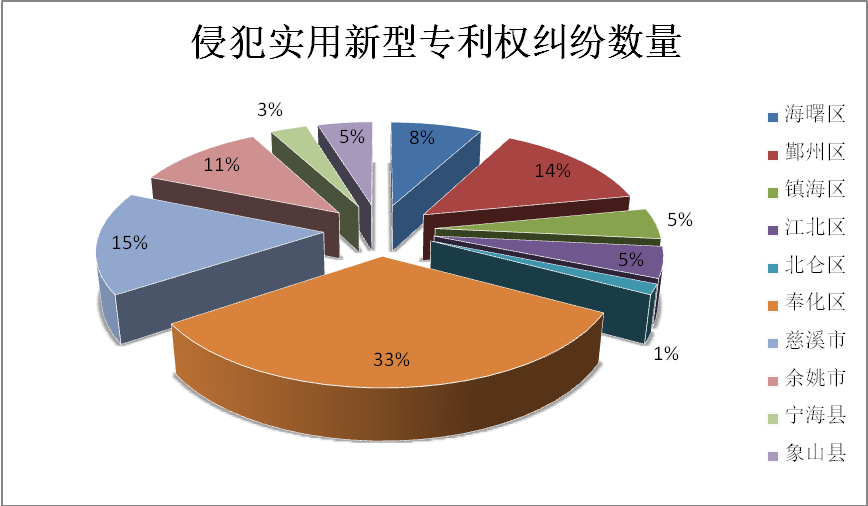 侵犯实用新型专利权纠纷数量
8%
14%
5%
5%
1%
33%
15%
11%
3%
5%
海曙区
鄞州区
镇海区
江北区
北仑区
奉化区
慈溪市
余姚市
宁海县
象山县